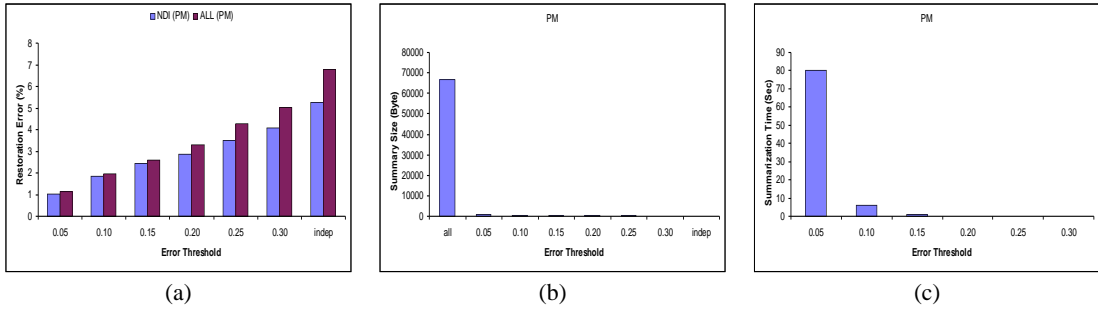 NDI (PM) ALL (PM)
Restoration Error (%)
8
7
6
5
4
3
2
1
0
0.05 0.10 0.15 0.20 0.25 0.30 indep
Error Threshold
(a)
PM
Summary Size (Byte)
80000
70000
60000
50000
40000
30000
20000
10000
0
all 0.05 0.10 0.15 0.20 0.25 0.30 indep
Error Threshold
(b)
PM
Summarization Time (Sec)
90
80
70
60
50
40
30
20
10
0
0.05 0.10 0.15 0.20 0.25 0.30
Error Threshold
(c)